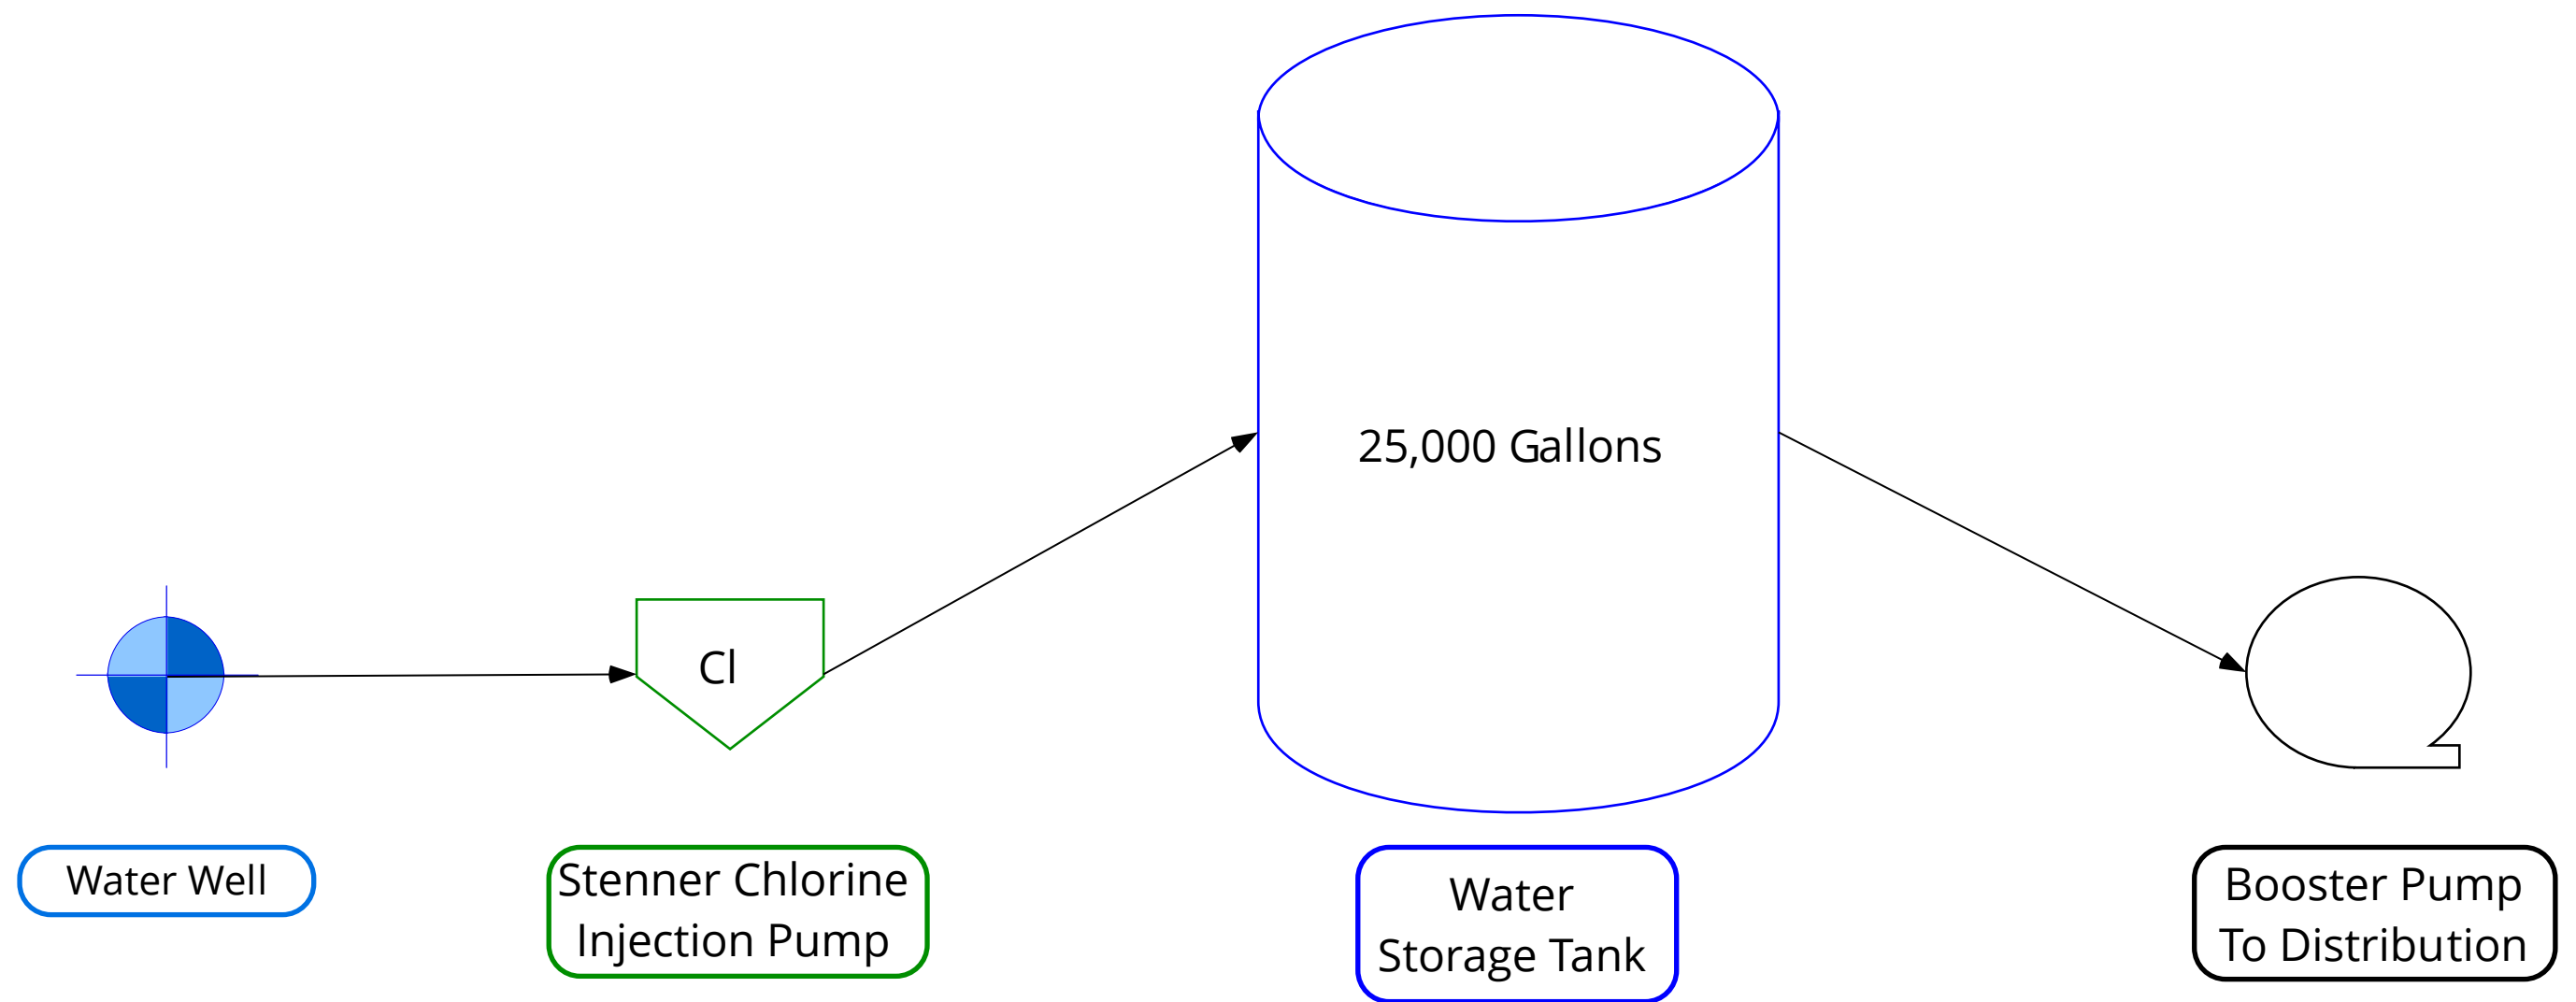 25,000 Gallons
Cl
Water Well
Stenner Chlorine
Injection Pump
Water
Storage Tank
Booster Pump
To Distribution